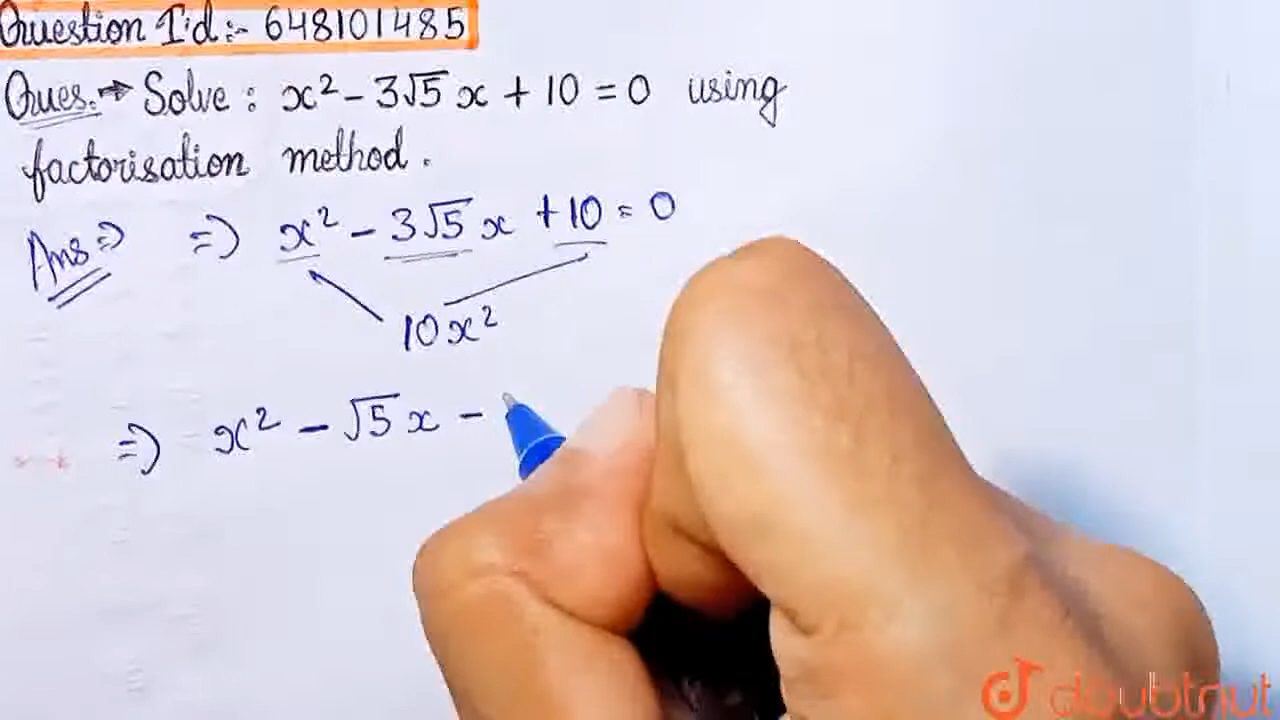 Question Id:- 648101485
Ques.→ Solve : x² - 3√5 x + 10 = 0 using
factorisation method.
Ans ⇒ ⇒) x² - 3√5 x + 10 = 0
10x²
⇒) x² - √5 x -
doubtnut